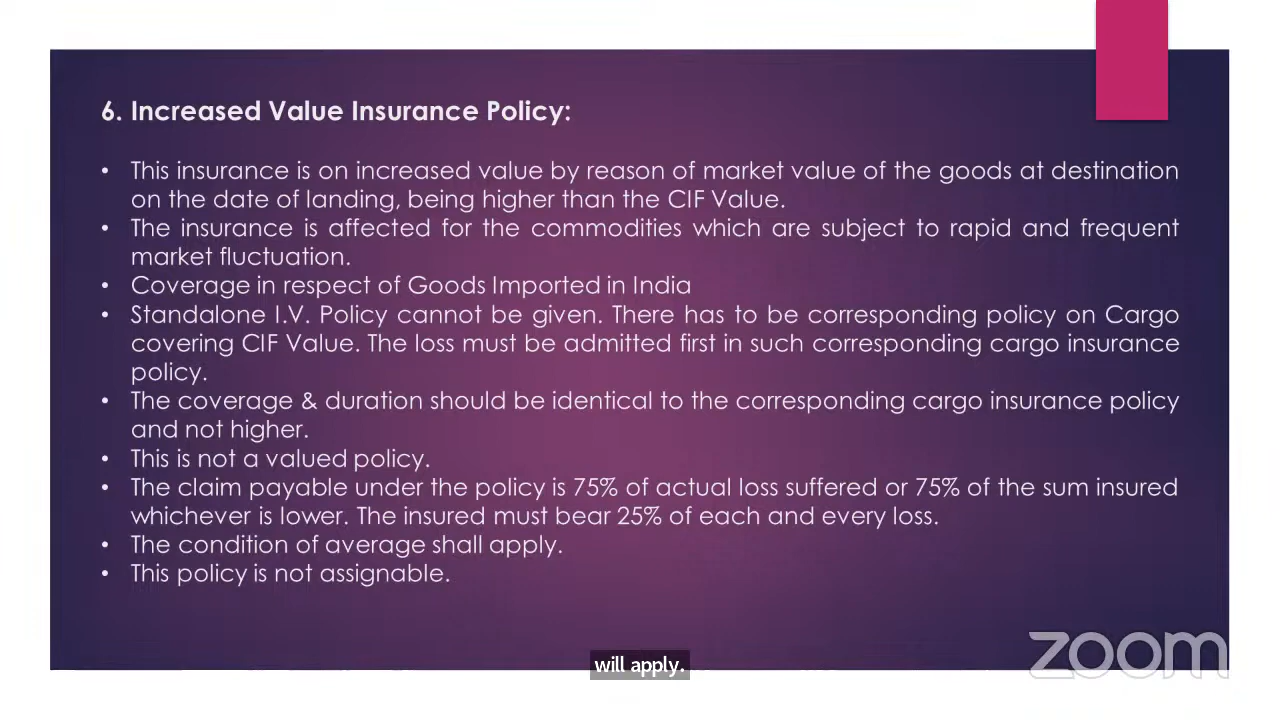 6. Increased Value Insurance Policy:
• This insurance is on increased value by reason of market value of the goods at destination
on the date of landing, being higher than the CIF Value.
• The insurance is affected for the commodities which are subject to rapid and frequent
market fluctuation.
• Coverage in respect of Goods Imported in India
• Standalone I.V. Policy cannot be given. There has to be corresponding policy on Cargo
covering CIF Value. The loss must be admitted first in such corresponding cargo insurance
policy.
• The coverage & duration should be identical to the corresponding cargo insurance policy
and not higher.
• This is not a valued policy.
• The claim payable under the policy is 75% of actual loss suffered or 75% of the sum insured
whichever is lower. The insured must bear 25% of each and every loss.
• The condition of average shall apply.
• This policy is not assignable.
zoom
will apply.